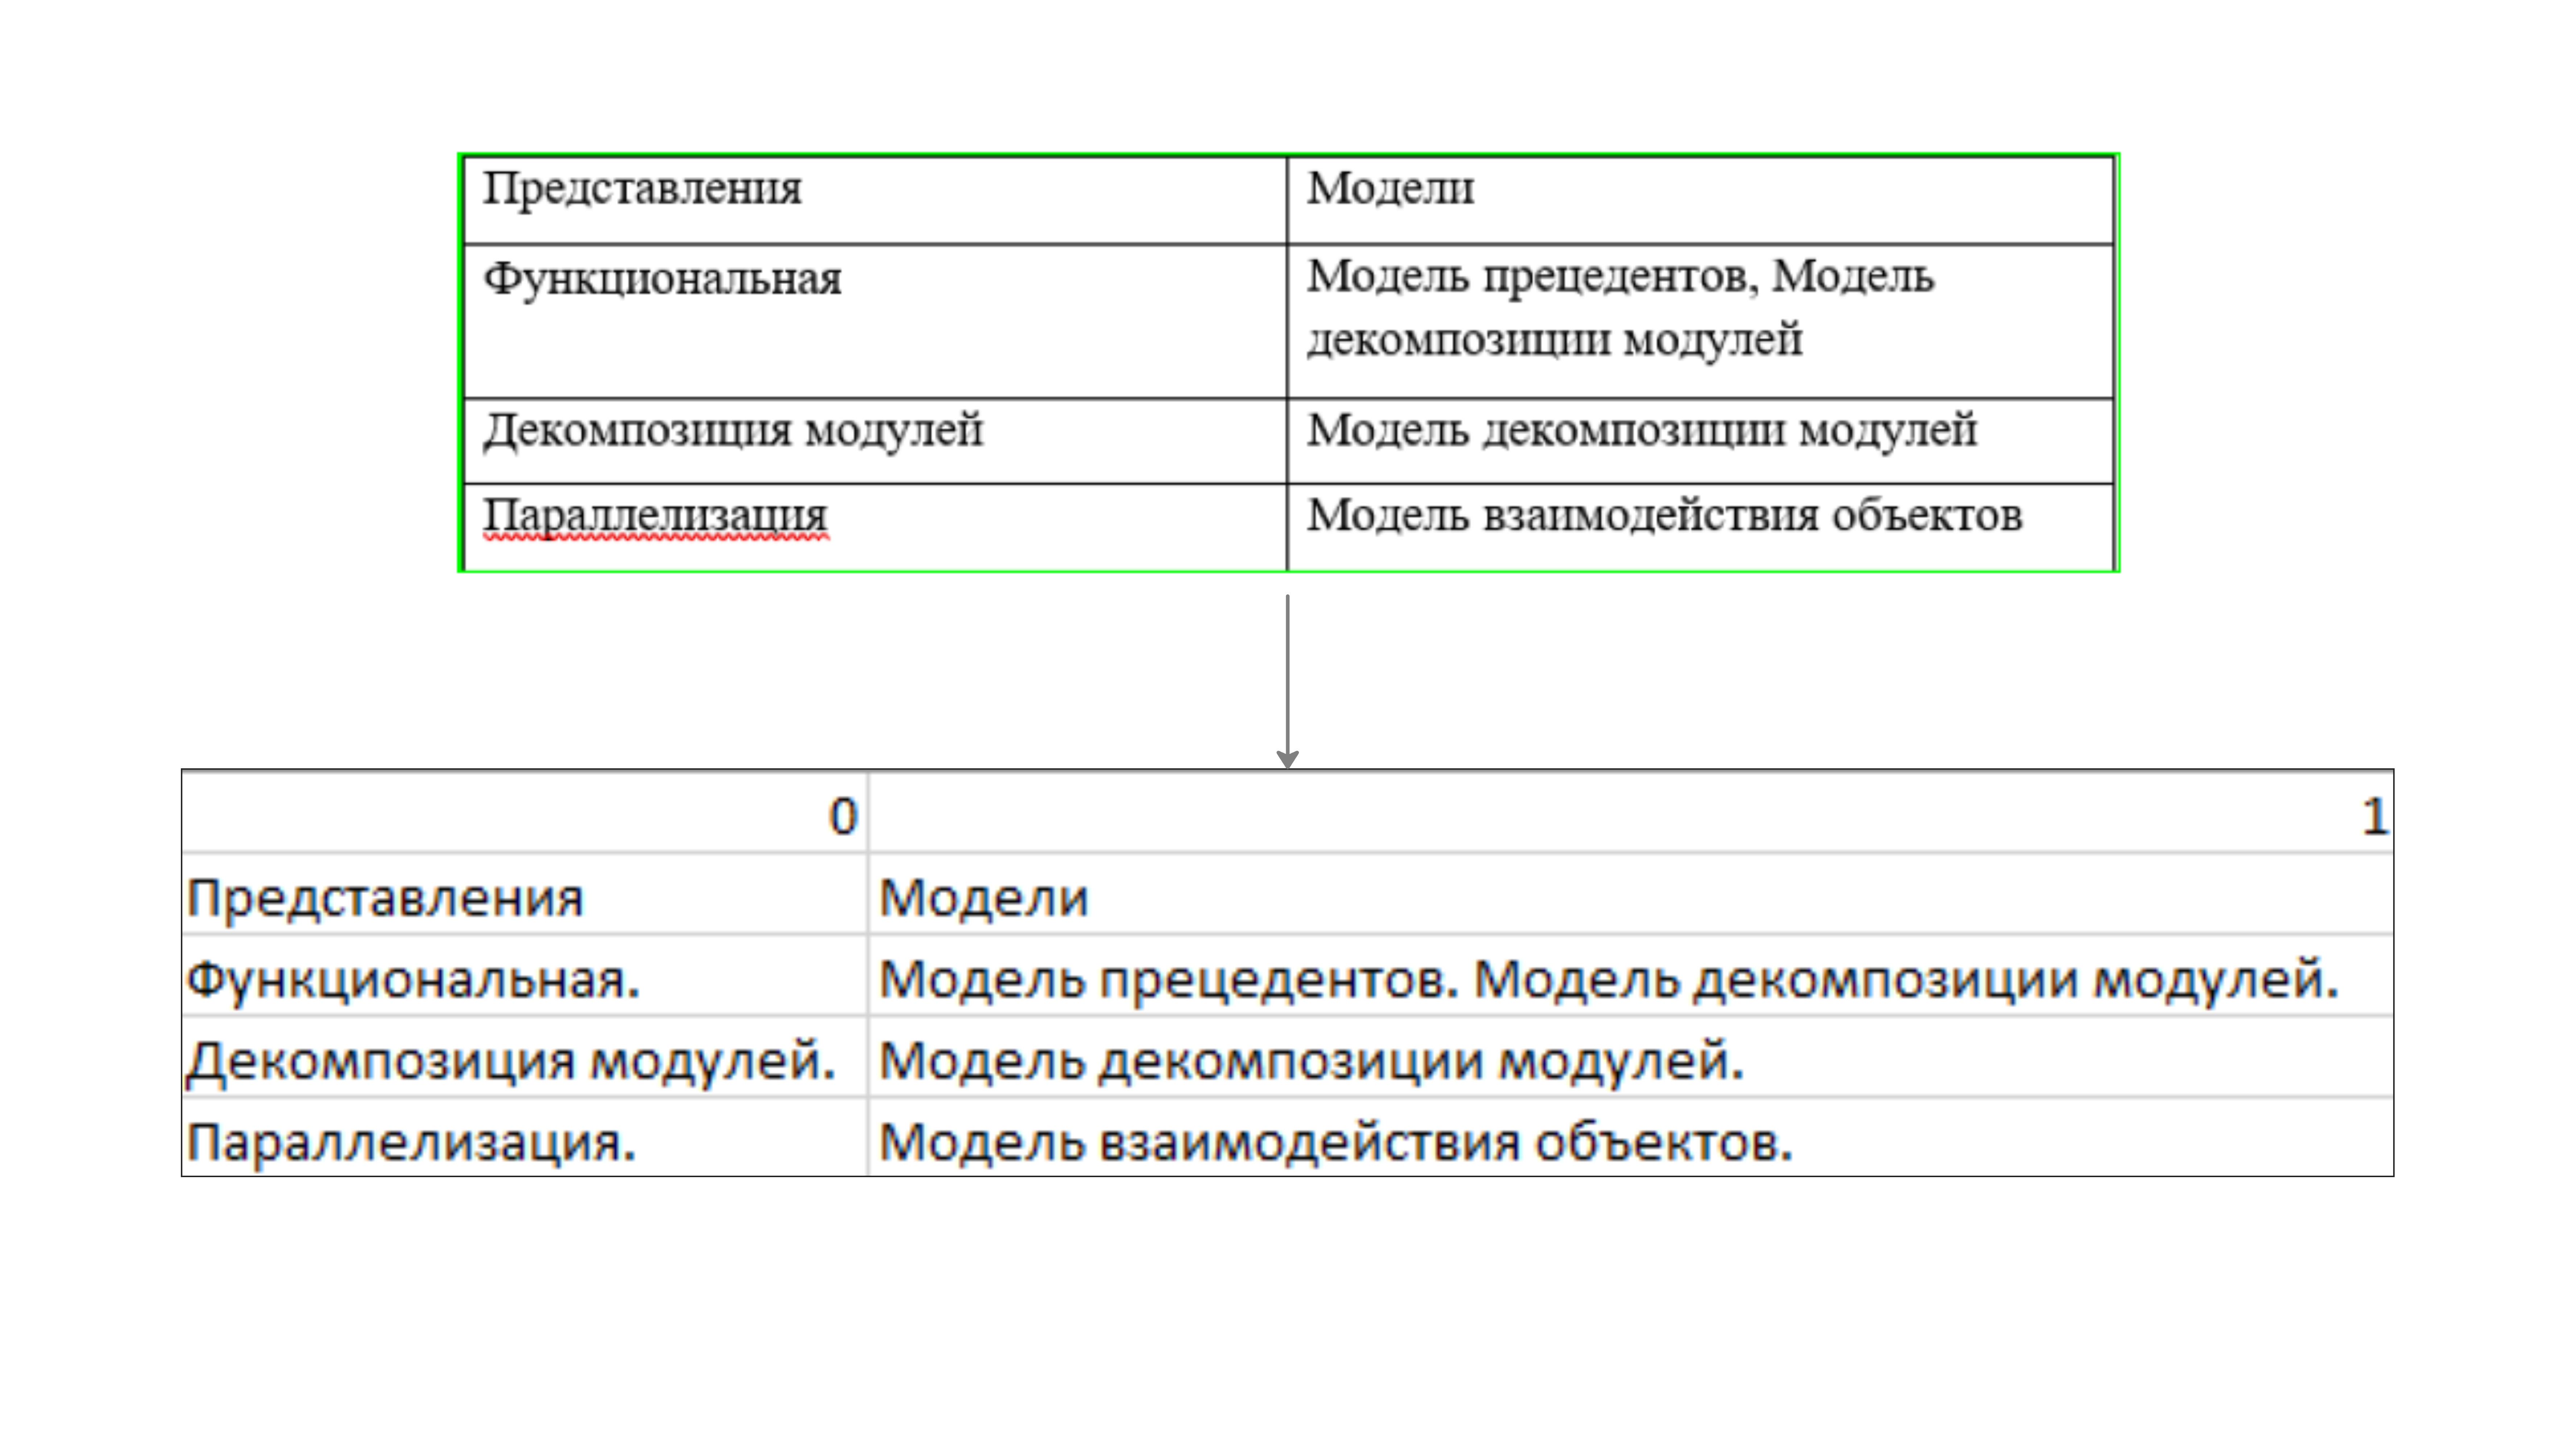 Представления Модели
Функциональная Модель прецедентов, Модель
декомпозиции модулей
Декомпозиция модулей Модель декомпозиции модулей
Параллелизация Модель взаимодействия объектов
0 1
Представления Модели
Функциональная. Модель прецедентов. Модель декомпозиции модулей.
Декомпозиция модулей. Модель декомпозиции модулей.
Параллелизация. Модель взаимодействия объектов.